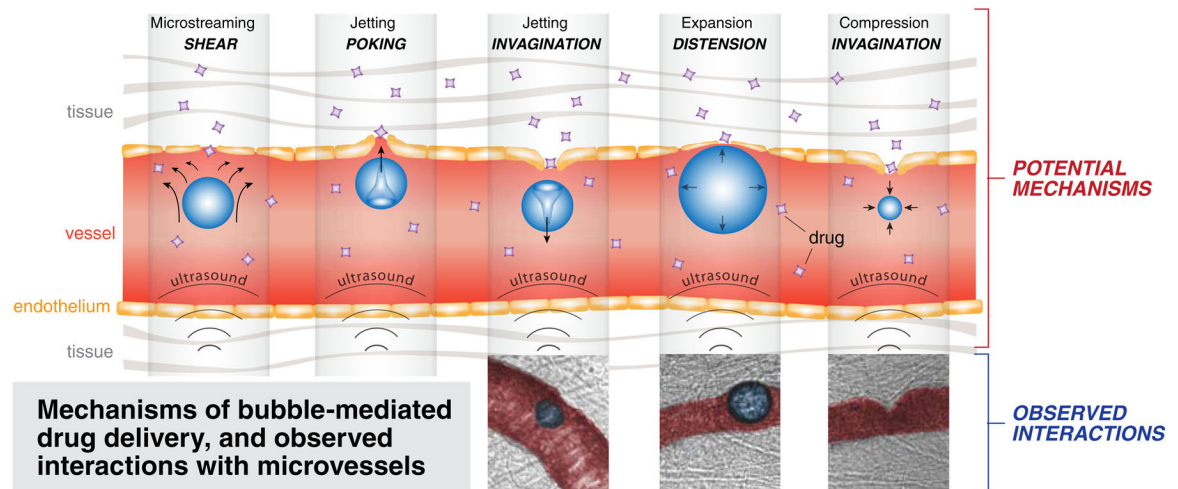 Microstreaming
SHEAR
Jetting
POKING
Jetting
INVAGINATION
Expansion
DISTENSION
Compression
INVAGINATION
tissue
POTENTIAL
MECHANISMS
vessel
drug
ultrasound
ultrasound
ultrasound
ultrasound
ultrasound
endothelium
tissue
Mechanisms of bubble-mediated
drug delivery, and observed
interactions with microvessels
OBSERVED
INTERACTIONS